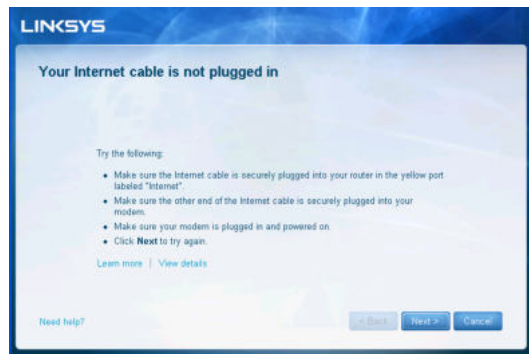 LINKSYS
Your Internet cable is not plugged in
Try the following:
• Make sure the Internet cable is securely plugged into your router in the yellow port
labeled "Internet".
• Make sure the other end of the Internet cable is securely plugged into your
modem.
• Make sure your modem is plugged in and powered on.
• Click Next to try again.
Learn more | View details
Need help? < Back Next > Cancel